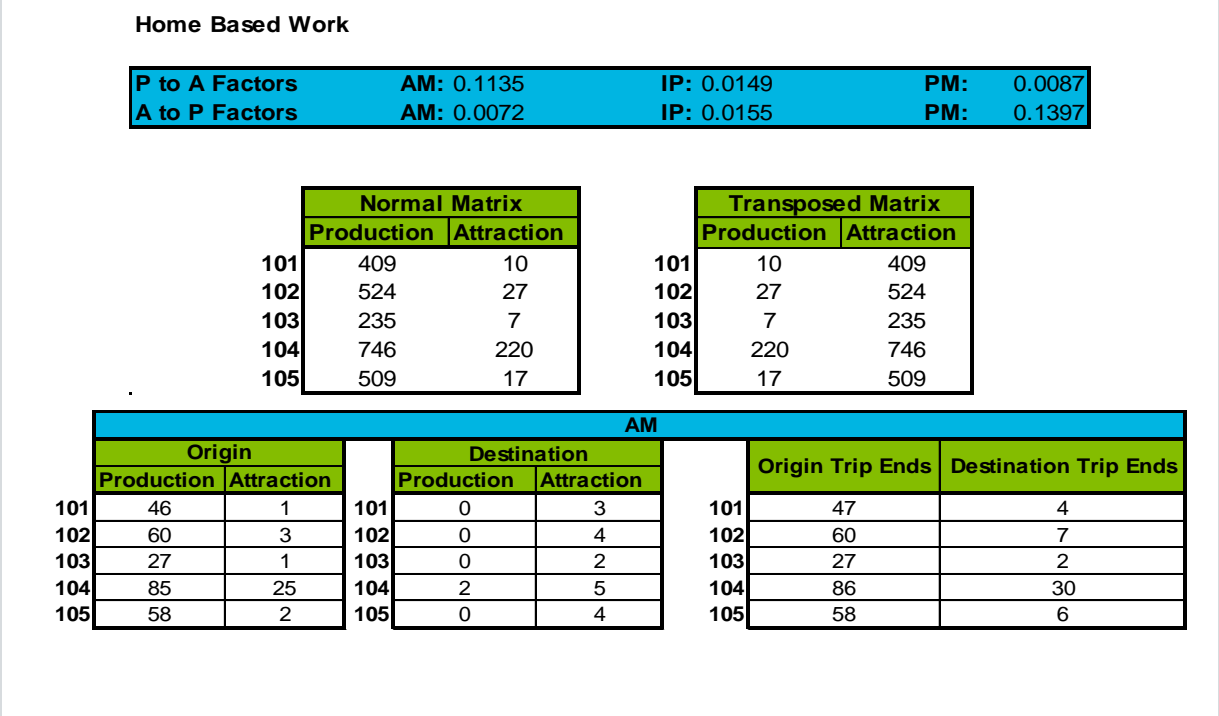 Home Based Work
P to A Factors AM: 0.1135 IP: 0.0149 PM: 0.0087
A to P Factors AM: 0.0072 IP: 0.0155 PM: 0.1397
Normal Matrix Transposed Matrix
Production Attraction Production Attraction
101 409 10 101 10 409
102 524 27 102 27 524
103 235 7 103 7 235
104 746 220 104 220 746
105 509 17 105 17 509
.
AM
Origin Destination Origin Trip Ends Destination Trip Ends
Production Attraction Production Attraction
101 46 1 101 0 3 101 47 4
102 60 3 102 0 4 102 60 7
103 27 1 103 0 2 103 27 2
104 85 25 104 2 5 104 86 30
105 58 2 105 0 4 105 58 6